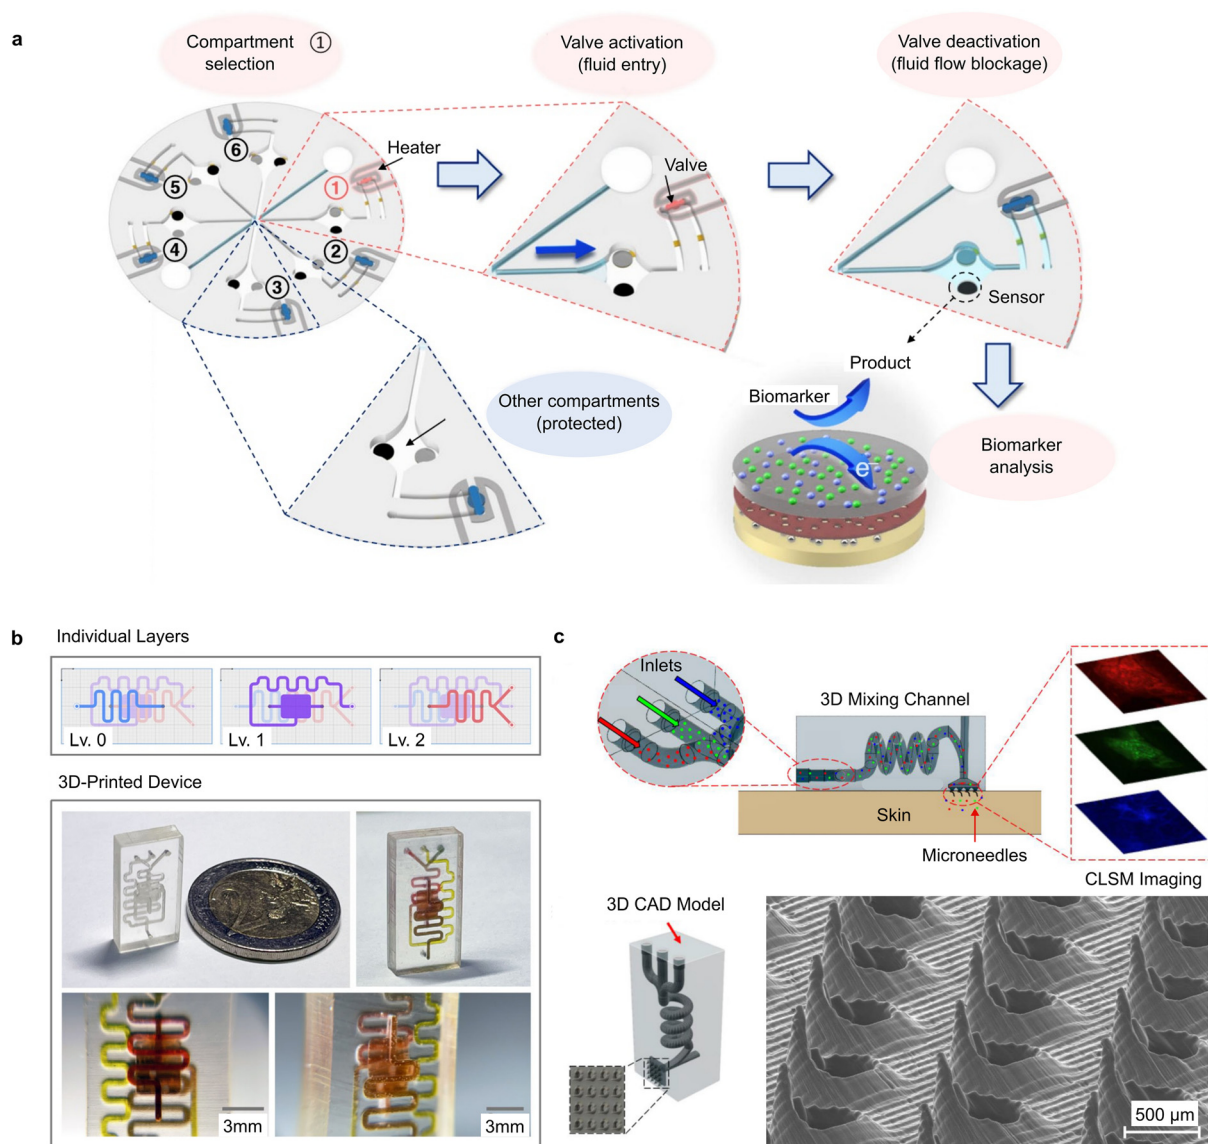 a
Compartment ①
selection
Valve activation
(fluid entry)
Valve deactivation
(fluid flow blockage)
Heater
Valve
⑥
⑤
①
④
②
③
Sensor
Other compartments
(protected)
Product
Biomarker
e⁻
Biomarker
analysis
b
Individual Layers
Lv. 0
Lv. 1
Lv. 2
3D-Printed Device
3mm
3mm
c
Inlets
3D Mixing Channel
Skin
Microneedles
CLSM Imaging
3D CAD Model
500 µm